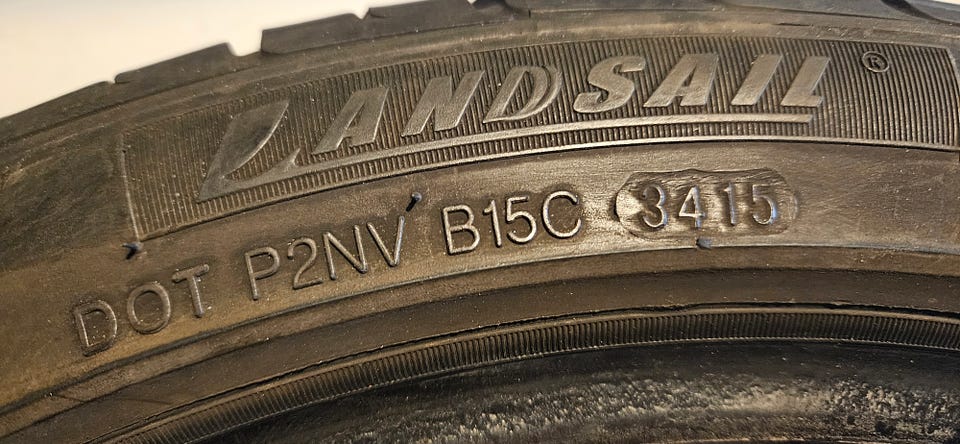 LANDSAIL®
DOT P2NV B15C 3415